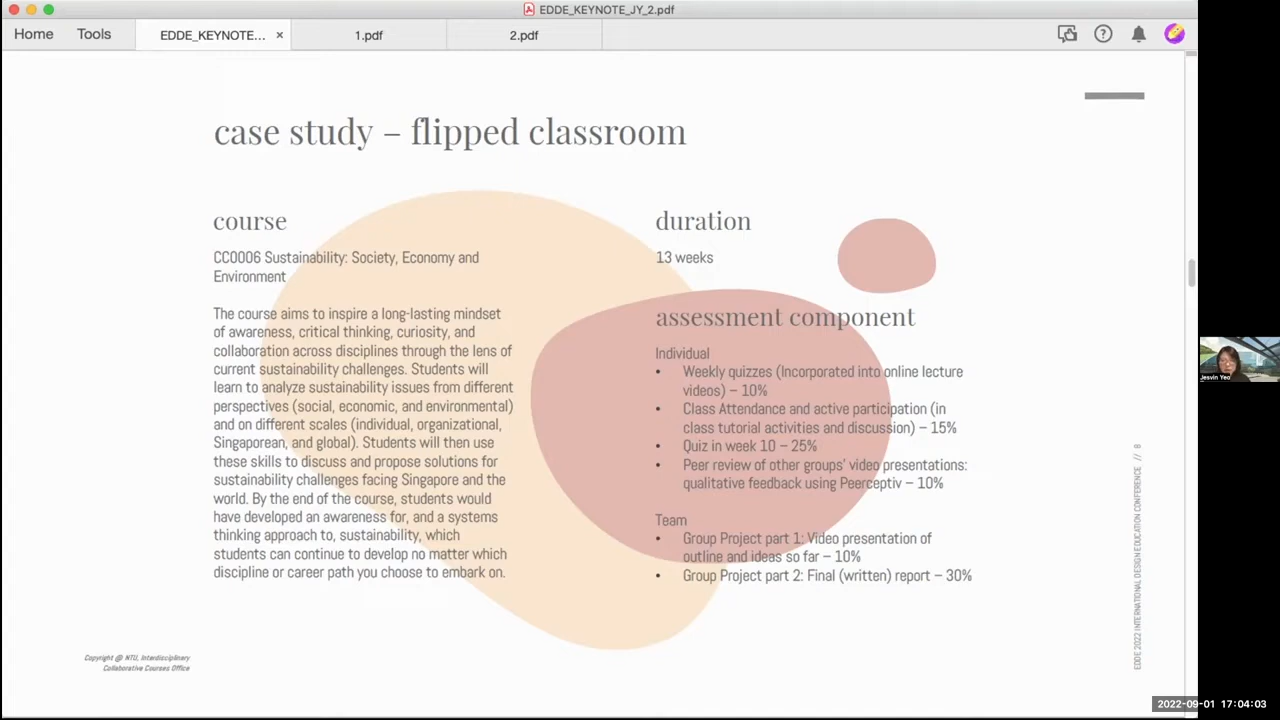 EDDE_KEYNOTE_JY_2.pdf
Home
Tools
EDDE_KEYNOTE...
1.pdf
2.pdf
case study – flipped classroom
course
CC0006 Sustainability: Society, Economy and
Environment
The course aims to inspire a long-lasting mindset
of awareness, critical thinking, curiosity, and
collaboration across disciplines through the lens of
current sustainability challenges. Students will
learn to analyze sustainability issues from different
perspectives (social, economic, and environmental)
and on different scales (individual, organizational,
Singaporean, and global). Students will then use
these skills to discuss and propose solutions for
sustainability challenges facing Singapore and the
world. By the end of the course, students would
have developed an awareness for, and a systems
thinking approach to, sustainability, which
students can continue to develop no matter which
discipline or career path you choose to embark on.
duration
13 weeks
assessment component
Individual
• Weekly quizzes (Incorporated into online lecture
videos) – 10%
• Class Attendance and active participation (in
class tutorial activities and discussion) – 15%
• Quiz in week 10 – 25%
• Peer review of other groups' video presentations:
qualitative feedback using Peerceptiv – 10%
Team
• Group Project part 1: Video presentation of
outline and ideas so far – 10%
• Group Project part 2: Final (written) report – 30%
Copyright @ NTU, Interdisciplinary
Collaborative Courses Office
EDDE 2022 INTERNATIONAL DESIGN EDUCATION CONFERENCE // 8
Jesvin Yeo
2022-09-01 17:04:03